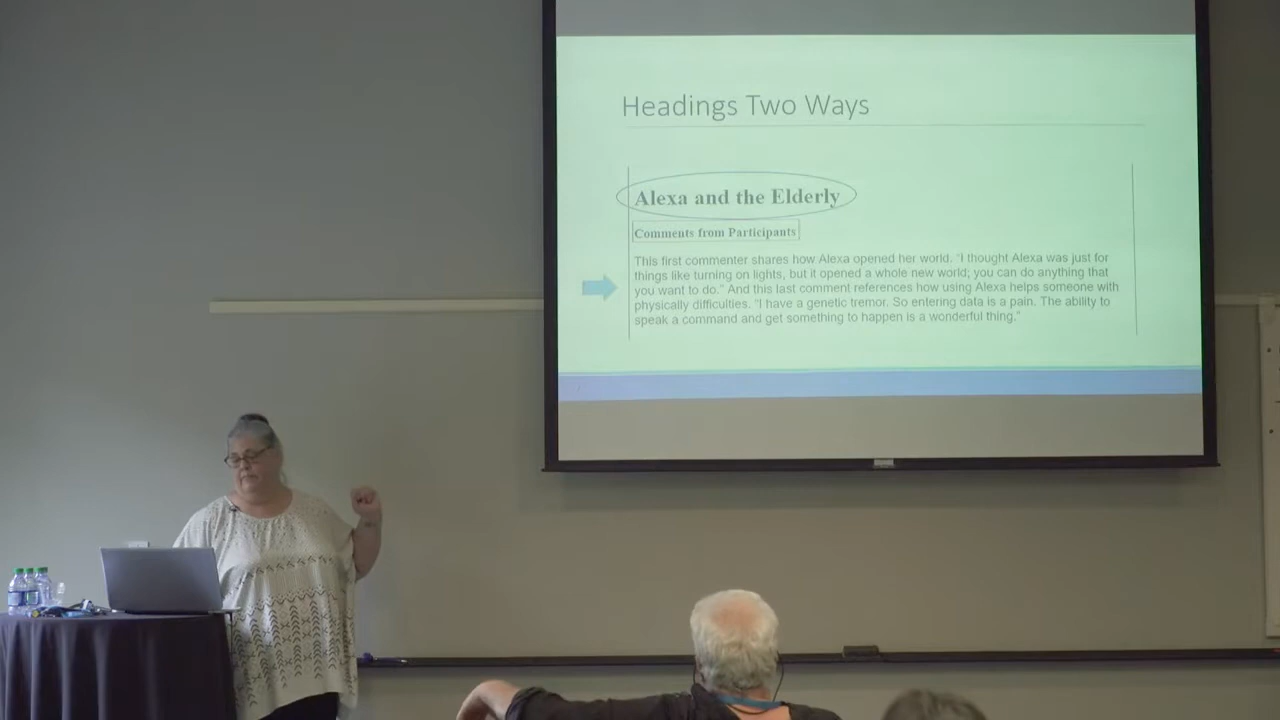 Headings Two Ways
Alexa and the Elderly
Comments from Participants
This first commenter shares how Alexa opened her world. "I thought Alexa was just for
things like turning on lights, but it opened a whole new world; you can do anything that
you want to do." And this last comment references how using Alexa helps someone with
physically difficulties. "I have a genetic tremor. So entering data is a pain. The ability to
speak a command and get something to happen is a wonderful thing."